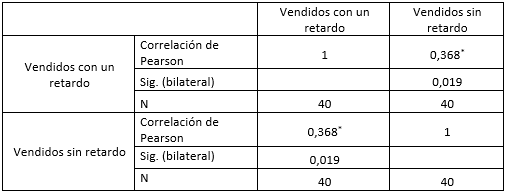 Vendidos con un retardo
Vendidos sin retardo
Vendidos con un retardo
Correlación de Pearson
1
0,368*
Sig. (bilateral)
0,019
N
40
40
Vendidos sin retardo
Correlación de Pearson
0,368*
1
Sig. (bilateral)
0,019
N
40
40